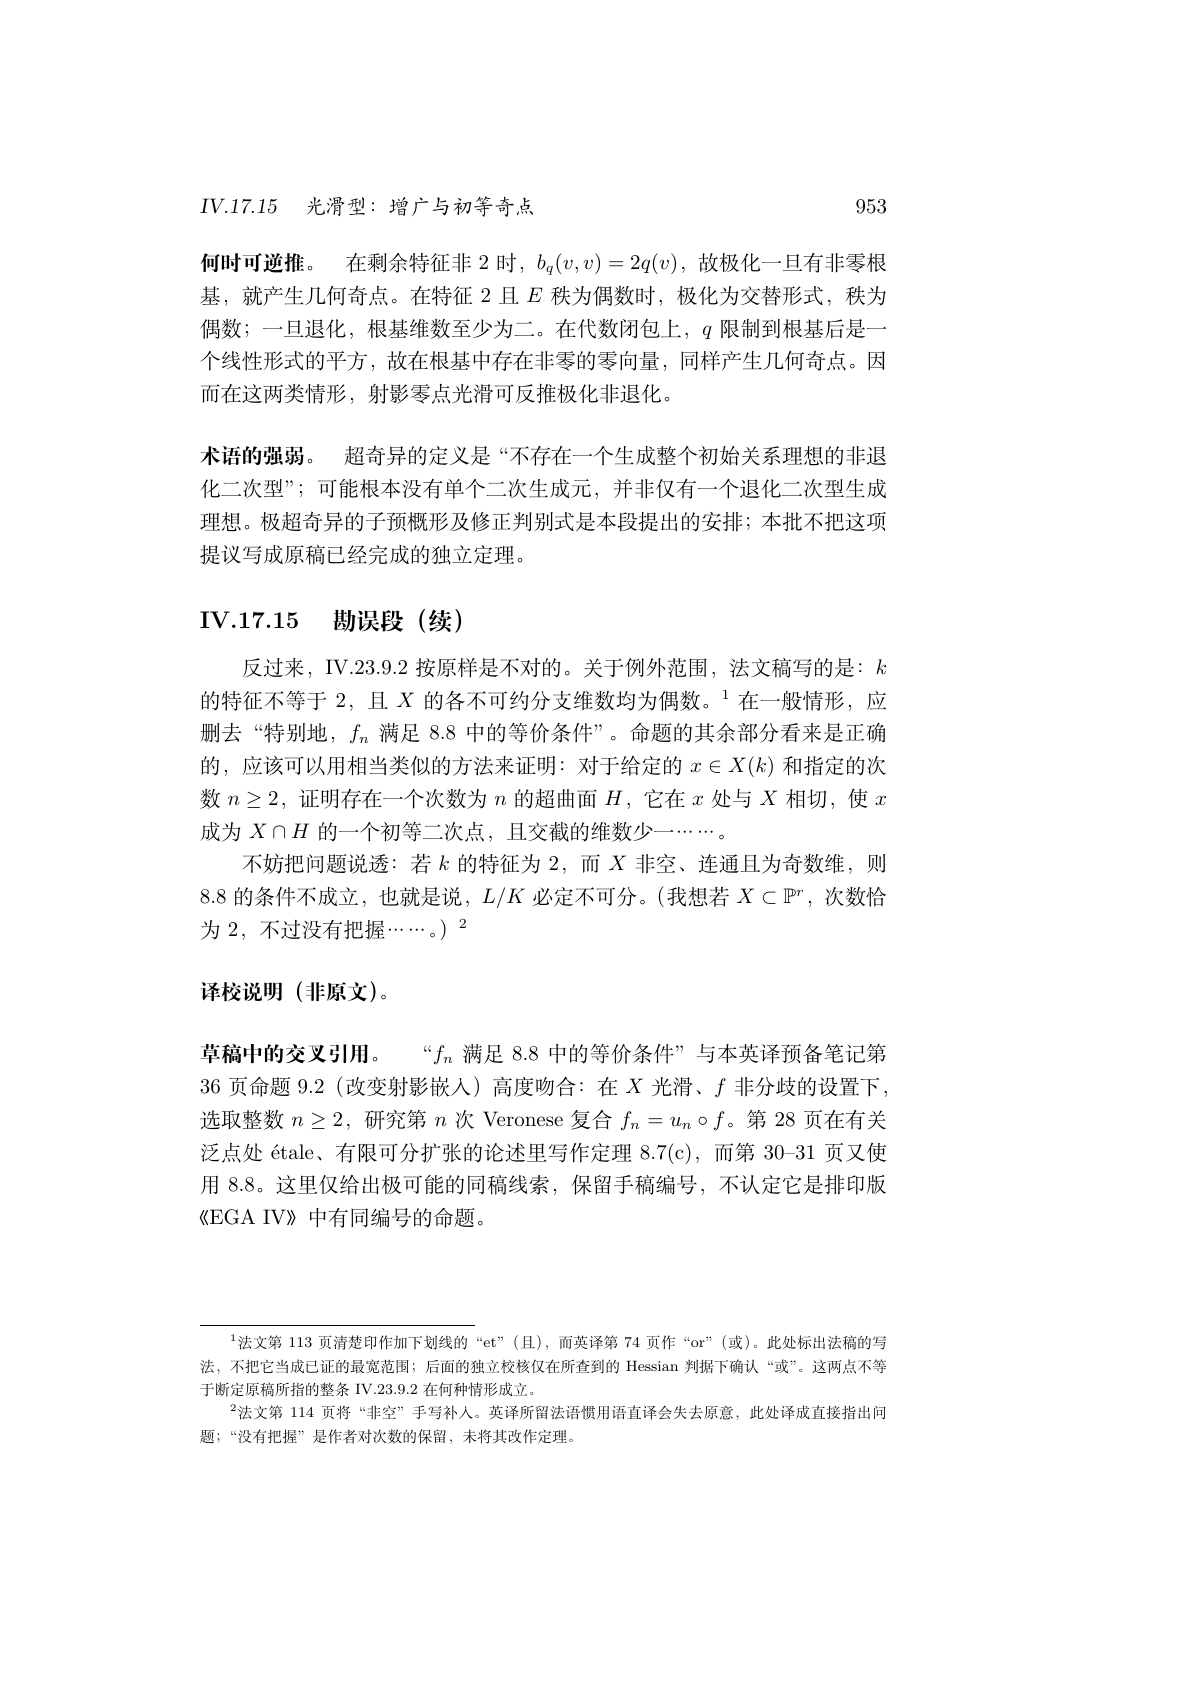 IV.17.15 光滑型：增广与初等奇点 953
何时可逆推。 在剩余特征非 2 时，b_q(v, v) = 2q(v)，故极化一旦有非零根
基，就产生几何奇点。在特征 2 且 E 秩为偶数时，极化为交替形式，秩为
偶数；一旦退化，根基维数至少为二。在代数闭包上，q 限制到根基后是一
个线性形式的平方，故在根基中存在非零的零向量，同样产生几何奇点。因
而在这两类情形，射影零点光滑可反推极化非退化。
术语的强弱。 超奇异的定义是 “不存在一个生成整个初始关系理想的非退
化二次型”；可能根本没有单个二次生成元，并非仅有一个退化二次型生成
理想。极超奇异的子预概形及修正判别式是本段提出的安排；本批不把这项
提议写成原稿已经完成的独立定理。
IV.17.15 勘误段（续）
反过来，IV.23.9.2 按原样是不对的。关于例外范围，法文稿写的是：k
的特征不等于 2，且 X 的各不可约分支维数均为偶数。¹ 在一般情形，应
删去 “特别地，f_n 满足 8.8 中的等价条件”。命题的其余部分看来是正确
的，应该可以用相当类似的方法来证明：对于给定的 x ∈ X(k) 和指定的次
数 n ≥ 2，证明存在一个次数为 n 的超曲面 H，它在 x 处与 X 相切，使 x
成为 X ∩ H 的一个初等二次点，且交截的维数少一……。
不妨把问题说透：若 k 的特征为 2，而 X 非空、连通且为奇数维，则
8.8 的条件不成立，也就是说，L/K 必定不可分。（我想若 X ⊂ ℙ^r，次数恰
为 2，不过没有把握……。）²
译校说明（非原文）。
草稿中的交叉引用。 “f_n 满足 8.8 中的等价条件” 与本英译预备笔记第
36 页命题 9.2（改变射影嵌入）高度吻合：在 X 光滑、f 非分歧的设置下，
选取整数 n ≥ 2，研究第 n 次 Veronese 复合 f_n = u_n ∘ f。第 28 页在有关
泛点处 étale、有限可分扩张的论述里写作定理 8.7(c)，而第 30–31 页又使
用 8.8。这里仅给出极可能的同稿线索，保留手稿编号，不认定它是排印版
《EGA IV》中有同编号的命题。
¹法文第 113 页清楚印作加下划线的 “et”（且），而英译第 74 页作 “or”（或）。此处标出法稿的写
法，不把它当成已证的最宽范围；后面的独立校核仅在所查到的 Hessian 判据下确认 “或”。这两点不等
于断定原稿所指的整条 IV.23.9.2 在何种情形成立。
²法文第 114 页将 “非空” 手写补入。英译所留法语惯用语直译会失去原意，此处译成直接指出问
题；“没有把握” 是作者对次数的保留，未将其改作定理。